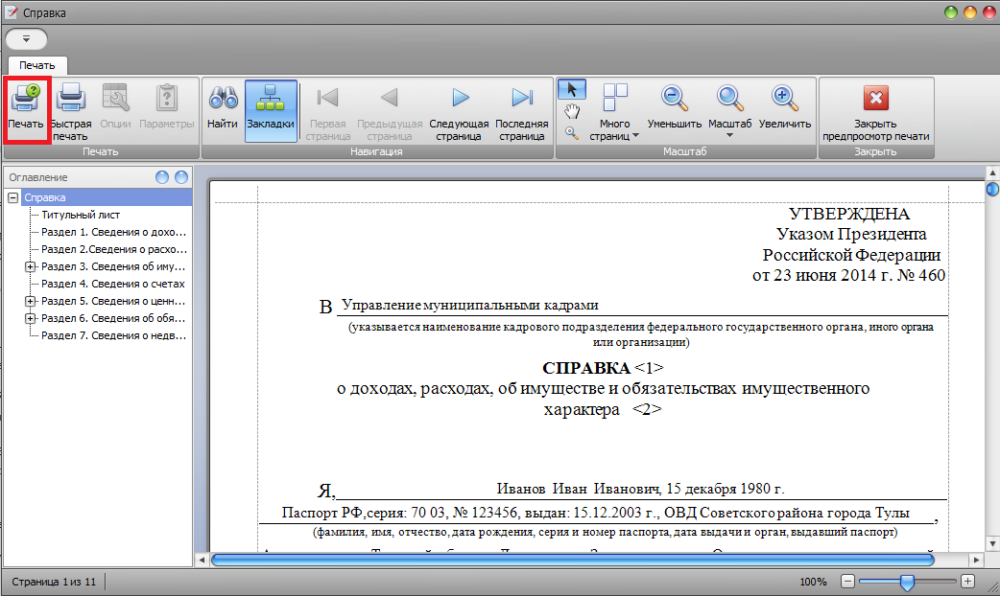 Справка
Печать
Печать
Быстрая печать
Опции
Параметры
Найти
Закладки
Первая страница
Предыдущая страница
Следующая страница
Последняя страница
Много страниц
Уменьшить
Масштаб
Увеличить
Закрыть предпросмотр печати
Печать
Навигация
Масштаб
Закрыть
Оглавление
Справка
Титульный лист
Раздел 1. Сведения о дохо...
Раздел 2.Сведения о расхо...
Раздел 3. Сведения об иму...
Раздел 4. Сведения о счетах
Раздел 5. Сведения о ценн...
Раздел 6. Сведения об обя...
Раздел 7. Сведения о недв...
УТВЕРЖДЕНА
Указом Президента
Российской Федерации
от 23 июня 2014 г. № 460
В Управление муниципальными кадрами
(указывается наименование кадрового подразделения федерального государственного органа, иного органа
или организации)
СПРАВКА <1>
о доходах, расходах, об имуществе и обязательствах имущественного
характера <2>
Я, Иванов Иван Иванович, 15 декабря 1980 г.
Паспорт РФ,серия: 70 03, № 123456, выдан: 15.12.2003 г., ОВД Советского района города Тулы ,
(фамилия, имя, отчество, дата рождения, серия и номер паспорта, дата выдачи и орган, выдавший паспорт)
Страница 1 из 11
100%